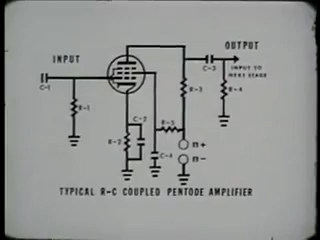 INPUT
OUTPUT
INPUT TO
NEXT STAGE
C-1
R-1
C-2
R-2
C-3
R-3
R-4
R-5
C-4
B+
B-
TYPICAL R-C COUPLED PENTODE AMPLIFIER